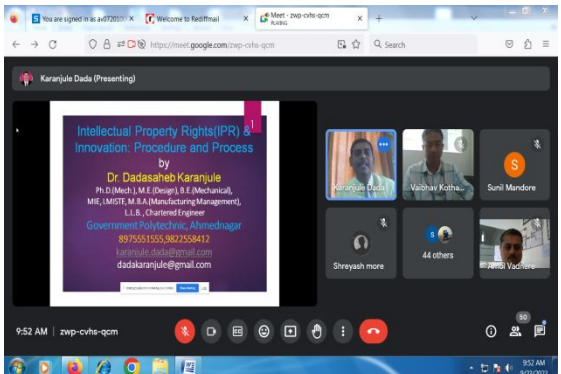 You are signed in as av0720100
Welcome to Rediffmail
Meet - zwp-cvhs-qcm
PLAYING
https://meet.google.com/zwp-cvhs-qcm
Search
Karanjule Dada (Presenting)
1
Intellectual Property Rights(IPR) &
Innovation: Procedure and Process
by
Dr. Dadasaheb Karanjule
Ph.D(Mech.), M.E.(Design), B.E.(Mechanical),
MIE, LMISTE, M.B.A.(Manufacturing Management),
L.L.B., Chartered Engineer
Government Polytechnic, Ahmednagar
8975551555,9822558412
karanjule.dada@gmail.com
dadakaranjule@gmail.com
Karanjule Dada
Vaibhav Kotha...
S
Sunil Mandore
Shreyash more
S
44 others
Vadnere
9:52 AM | zwp-cvhs-qcm
50
9:52 AM